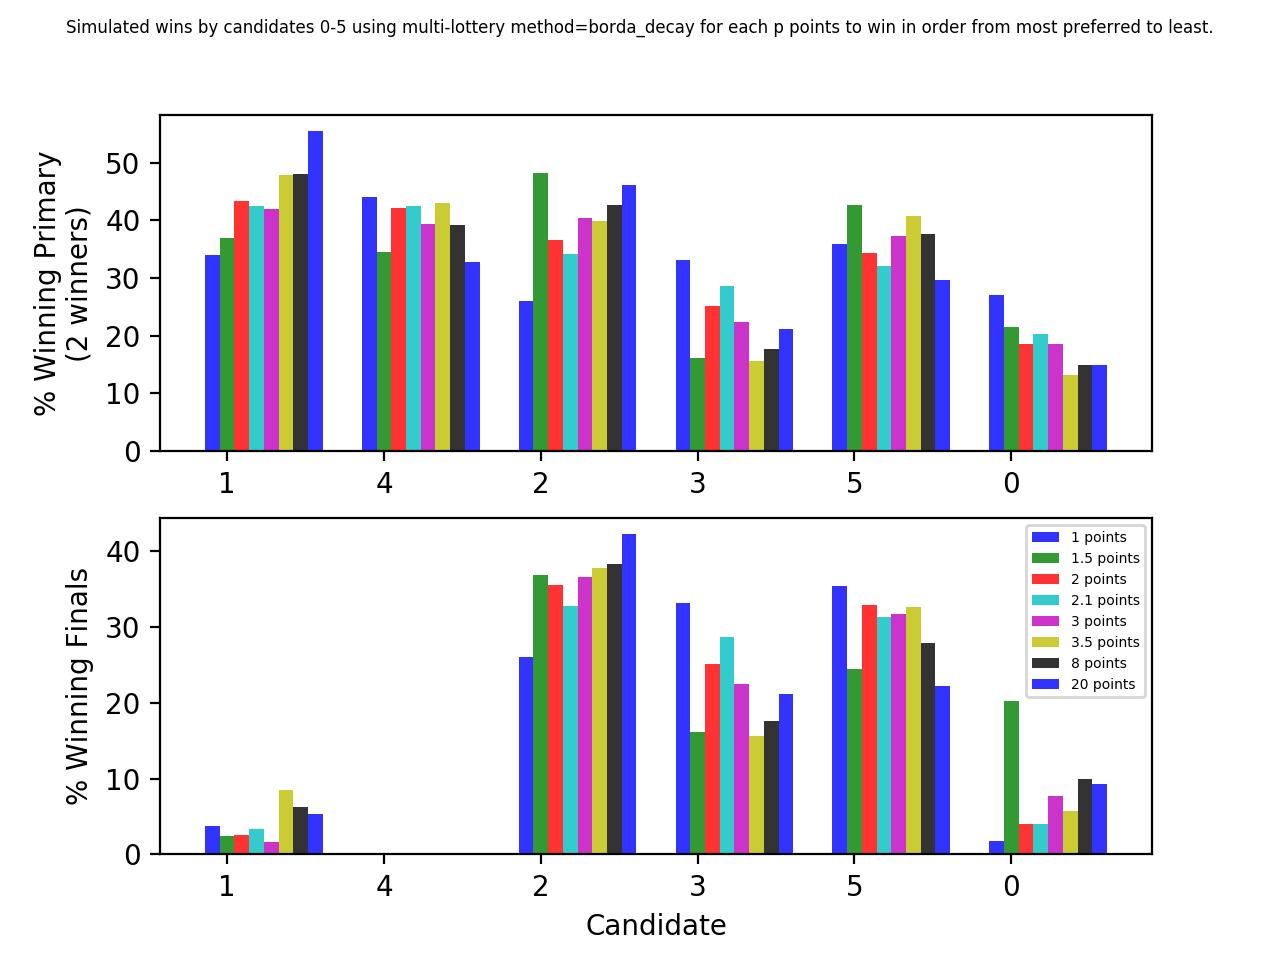 Simulated wins by candidates 0-5 using multi-lottery method=borda_decay for each p points to win in order from most preferred to least.
% Winning Primary
(2 winners)
50
40
30
20
10
0
1 4 2 3 5 0
% Winning Finals
40
30
20
10
0
1 points
1.5 points
2 points
2.1 points
3 points
3.5 points
8 points
20 points
1 4 2 3 5 0
Candidate